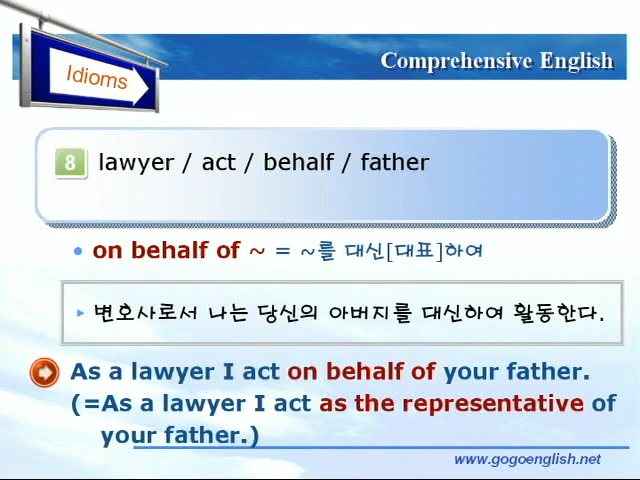 Idioms
Comprehensive English
8 lawyer / act / behalf / father
• on behalf of ~ = ~를 대신[대표]하여
▸ 변호사로서 나는 당신의 아버지를 대신하여 활동한다.
As a lawyer I act on behalf of your father.
(=As a lawyer I act as the representative of
your father.)
www.gogoenglish.net